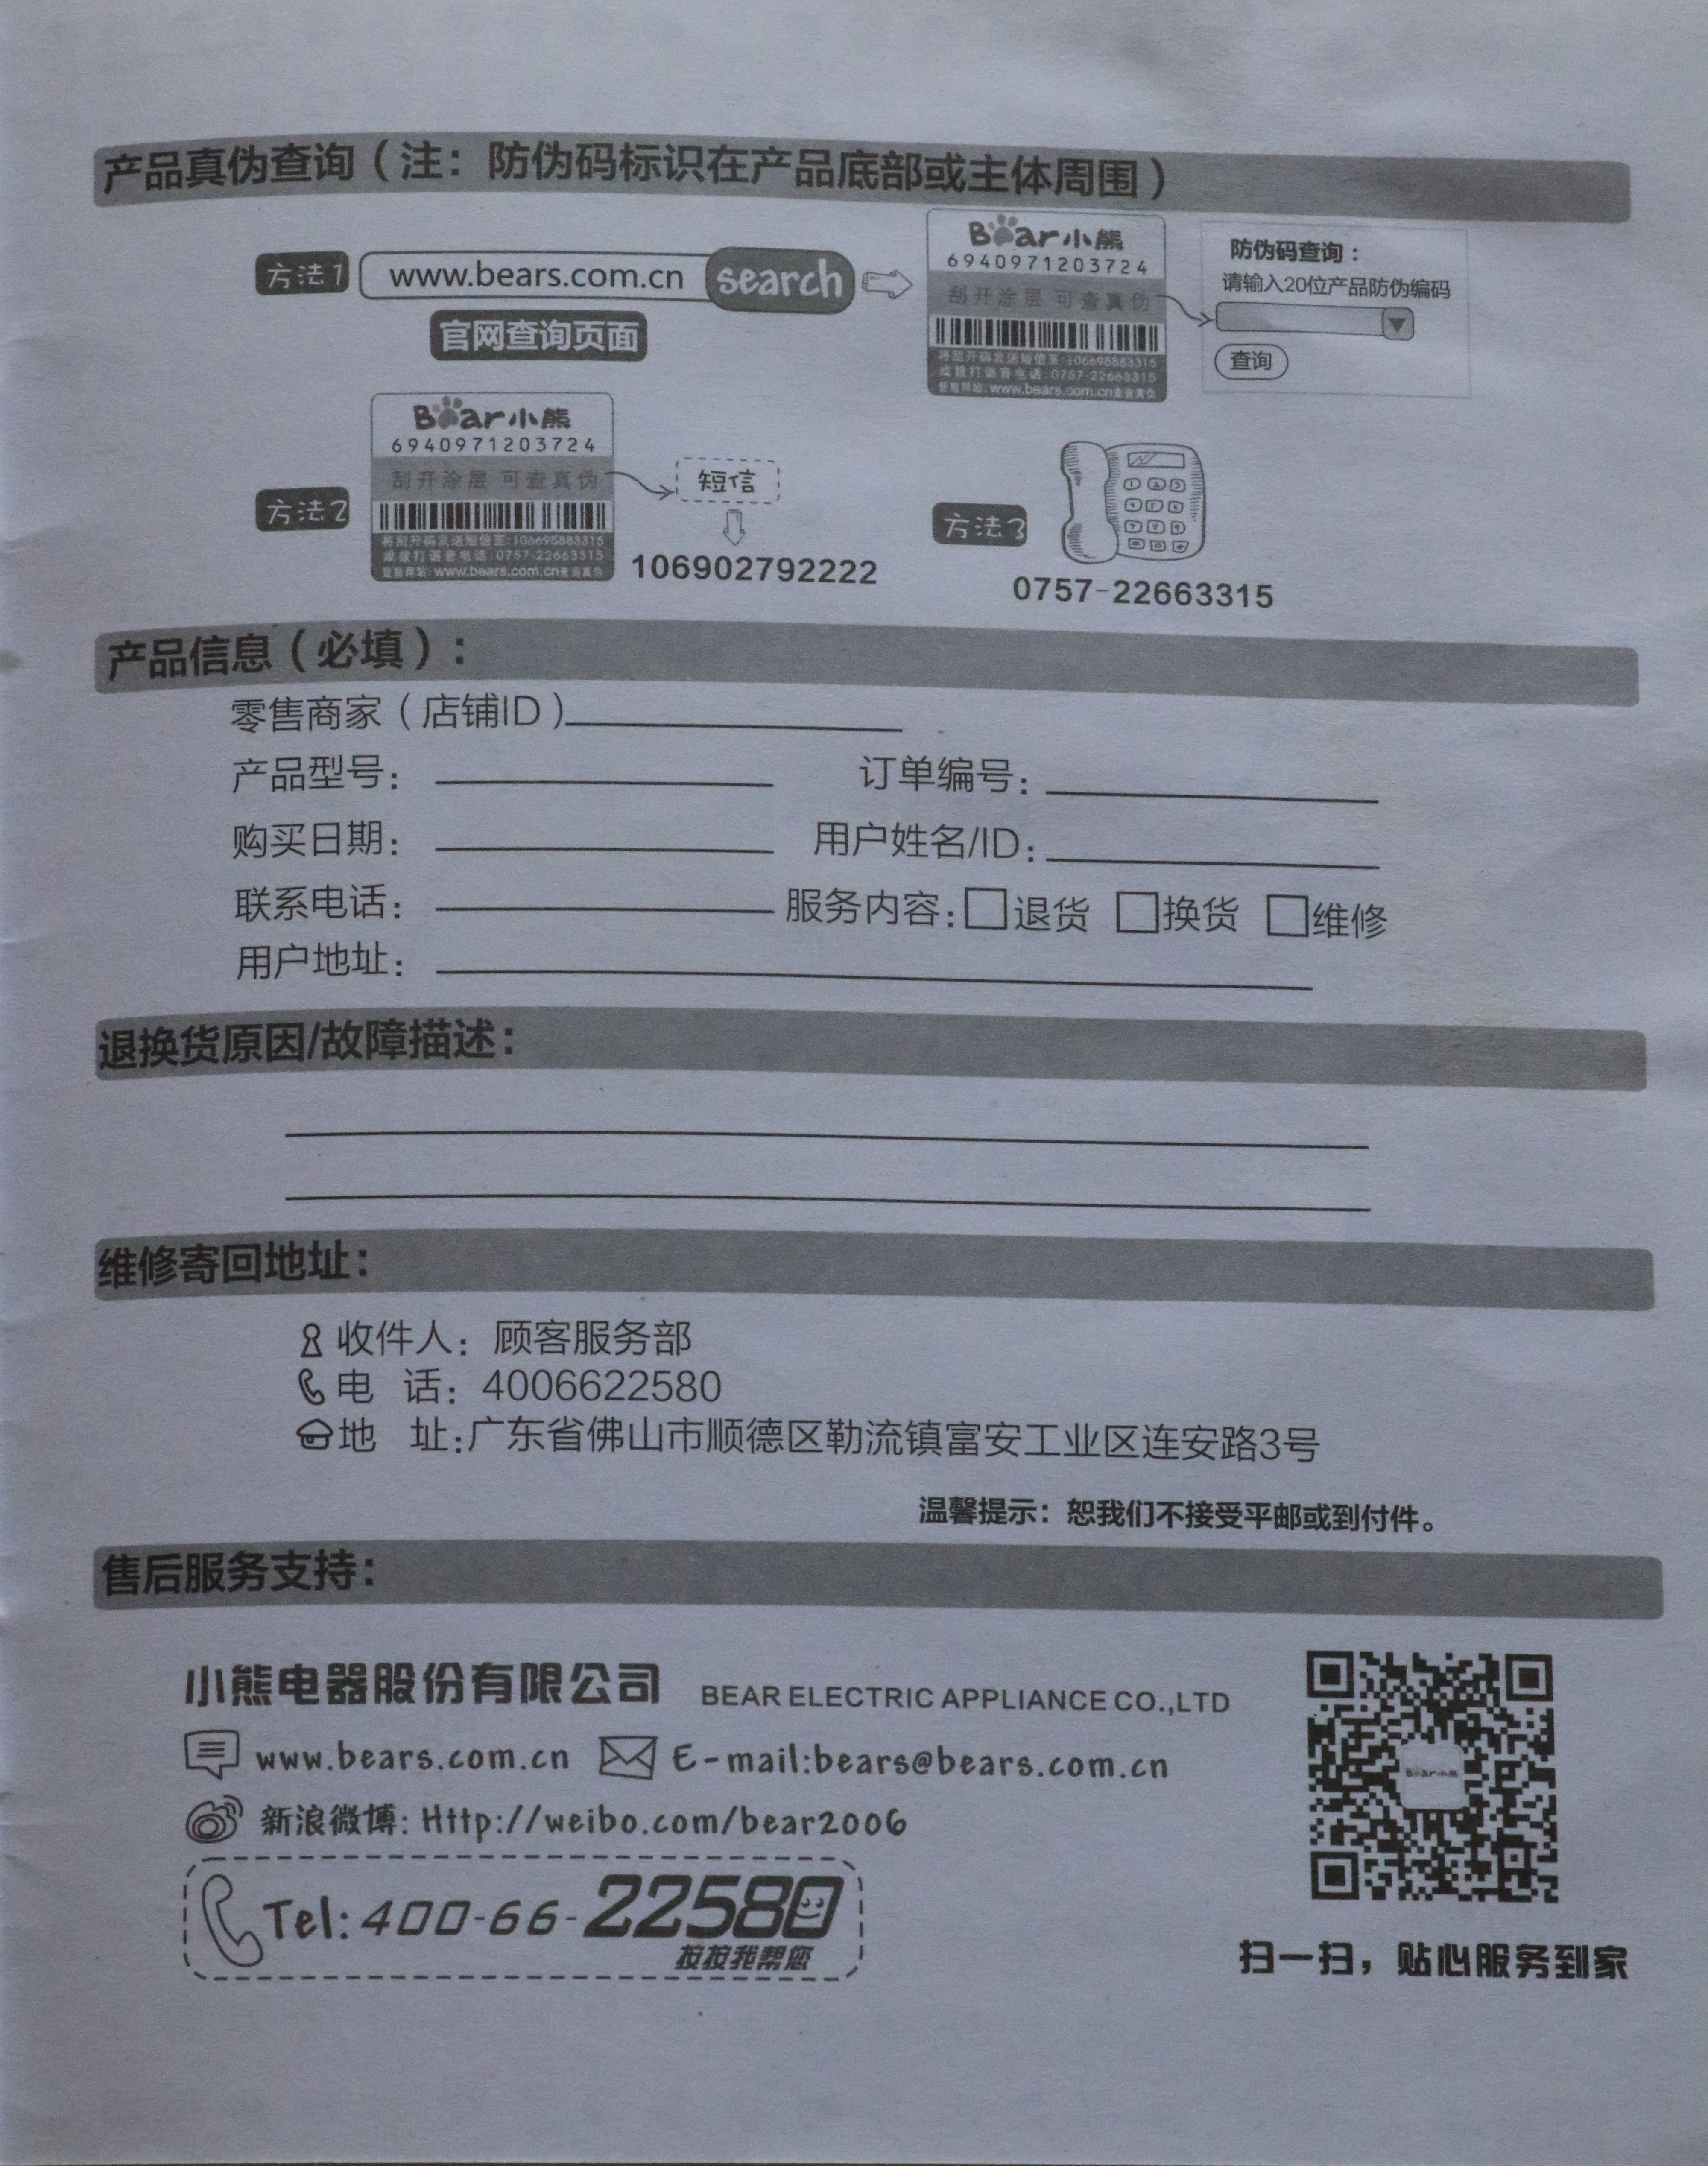 产品真伪查询（注：防伪码标识在产品底部或主体周围）
方法1 www.bears.com.cn search
官网查询页面
Bear小熊
6940971203724
刮开涂层 可查真伪
将刮开码发送短信至:106695883315
或拨打语音电话:0757-22663315
登陆网站:www.bears.com.cn查询真伪
防伪码查询：
请输入20位产品防伪编码
查询
方法2
Bear小熊
6940971203724
刮开涂层 可查真伪
将刮开码发送短信至:106695883315
或拨打语音电话:0757-22663315
登陆网站:www.bears.com.cn查询真伪
短信
106902792222
方法3
0757-22663315
产品信息（必填）：
零售商家（店铺ID）
产品型号： 订单编号：
购买日期： 用户姓名/ID：
联系电话： 服务内容：□退货 □换货 □维修
用户地址：
退换货原因/故障描述：
维修寄回地址：
收件人：顾客服务部
电 话：4006622580
地 址：广东省佛山市顺德区勒流镇富安工业区连安路3号
温馨提示：恕我们不接受平邮或到付件。
售后服务支持：
小熊电器股份有限公司 BEAR ELECTRIC APPLIANCE CO.,LTD
www.bears.com.cn E-mail:bears@bears.com.cn
新浪微博: Http://weibo.com/bear2006
Tel: 400-66-22580
按按我帮您
Bear小熊
扫一扫，贴心服务到家